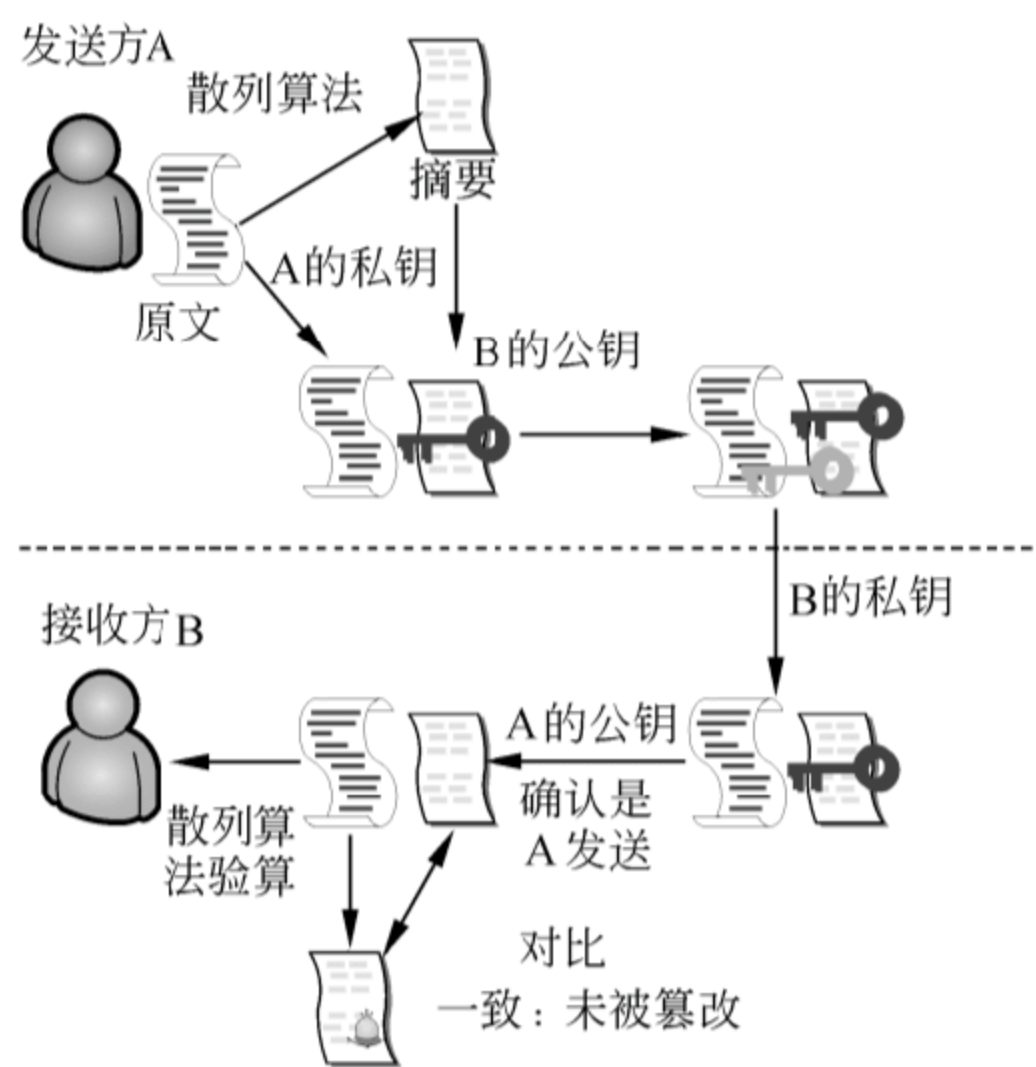 发送方A
散列算法
摘要
A的私钥
原文
B的公钥
B的私钥
接收方B
A的公钥
确认是
A发送
散列算
法验算
对比
一致：未被篡改